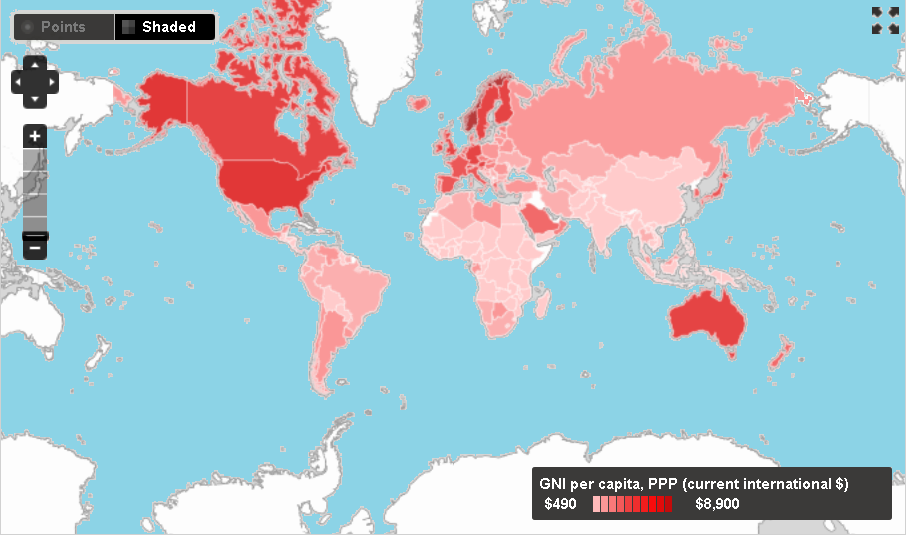 Points
Shaded
GNI per capita, PPP (current international $)
$490
$8,900